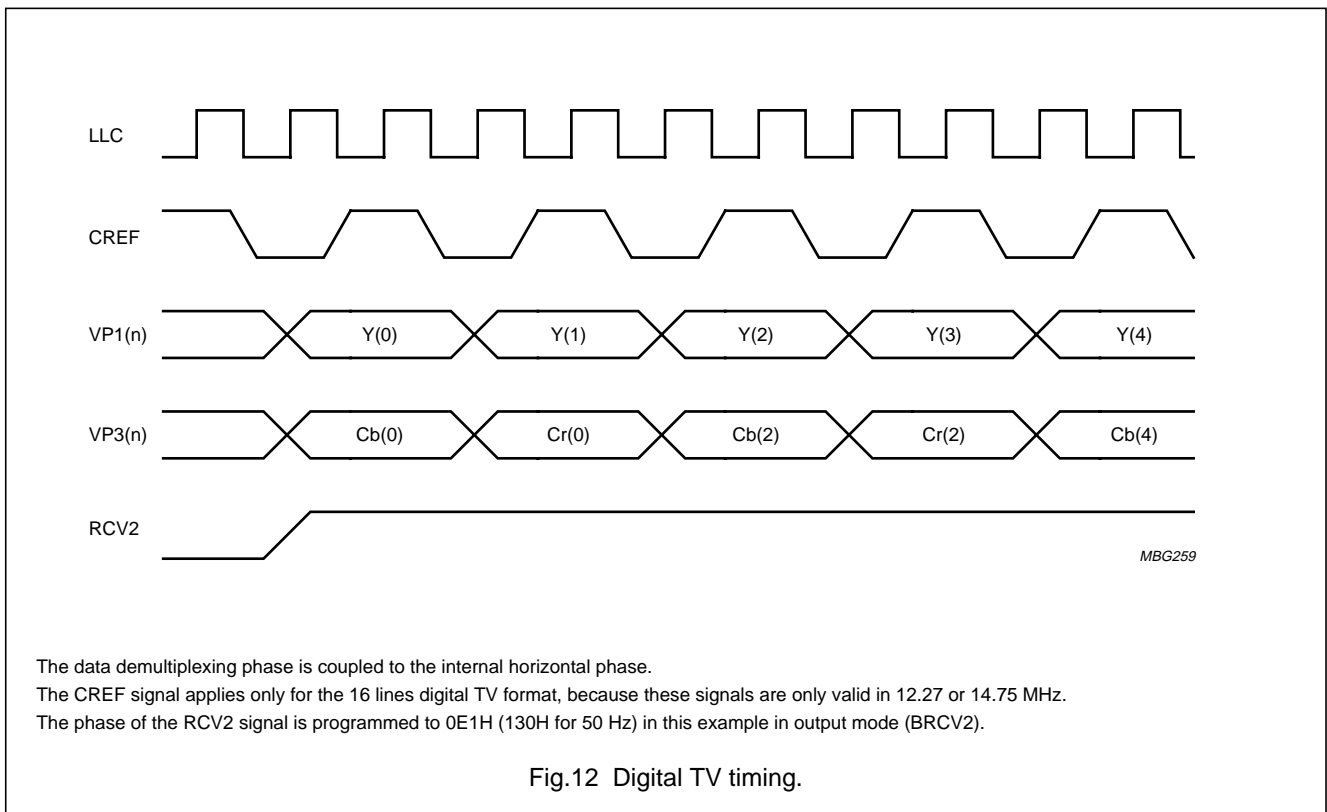 LLC
CREF
VP1(n)
Y(0) Y(1) Y(2) Y(3) Y(4)
VP3(n)
Cb(0) Cr(0) Cb(2) Cr(2) Cb(4)
RCV2
MBG259
The data demultiplexing phase is coupled to the internal horizontal phase.
The CREF signal applies only for the 16 lines digital TV format, because these signals are only valid in 12.27 or 14.75 MHz.
The phase of the RCV2 signal is programmed to 0E1H (130H for 50 Hz) in this example in output mode (BRCV2).
Fig.12 Digital TV timing.